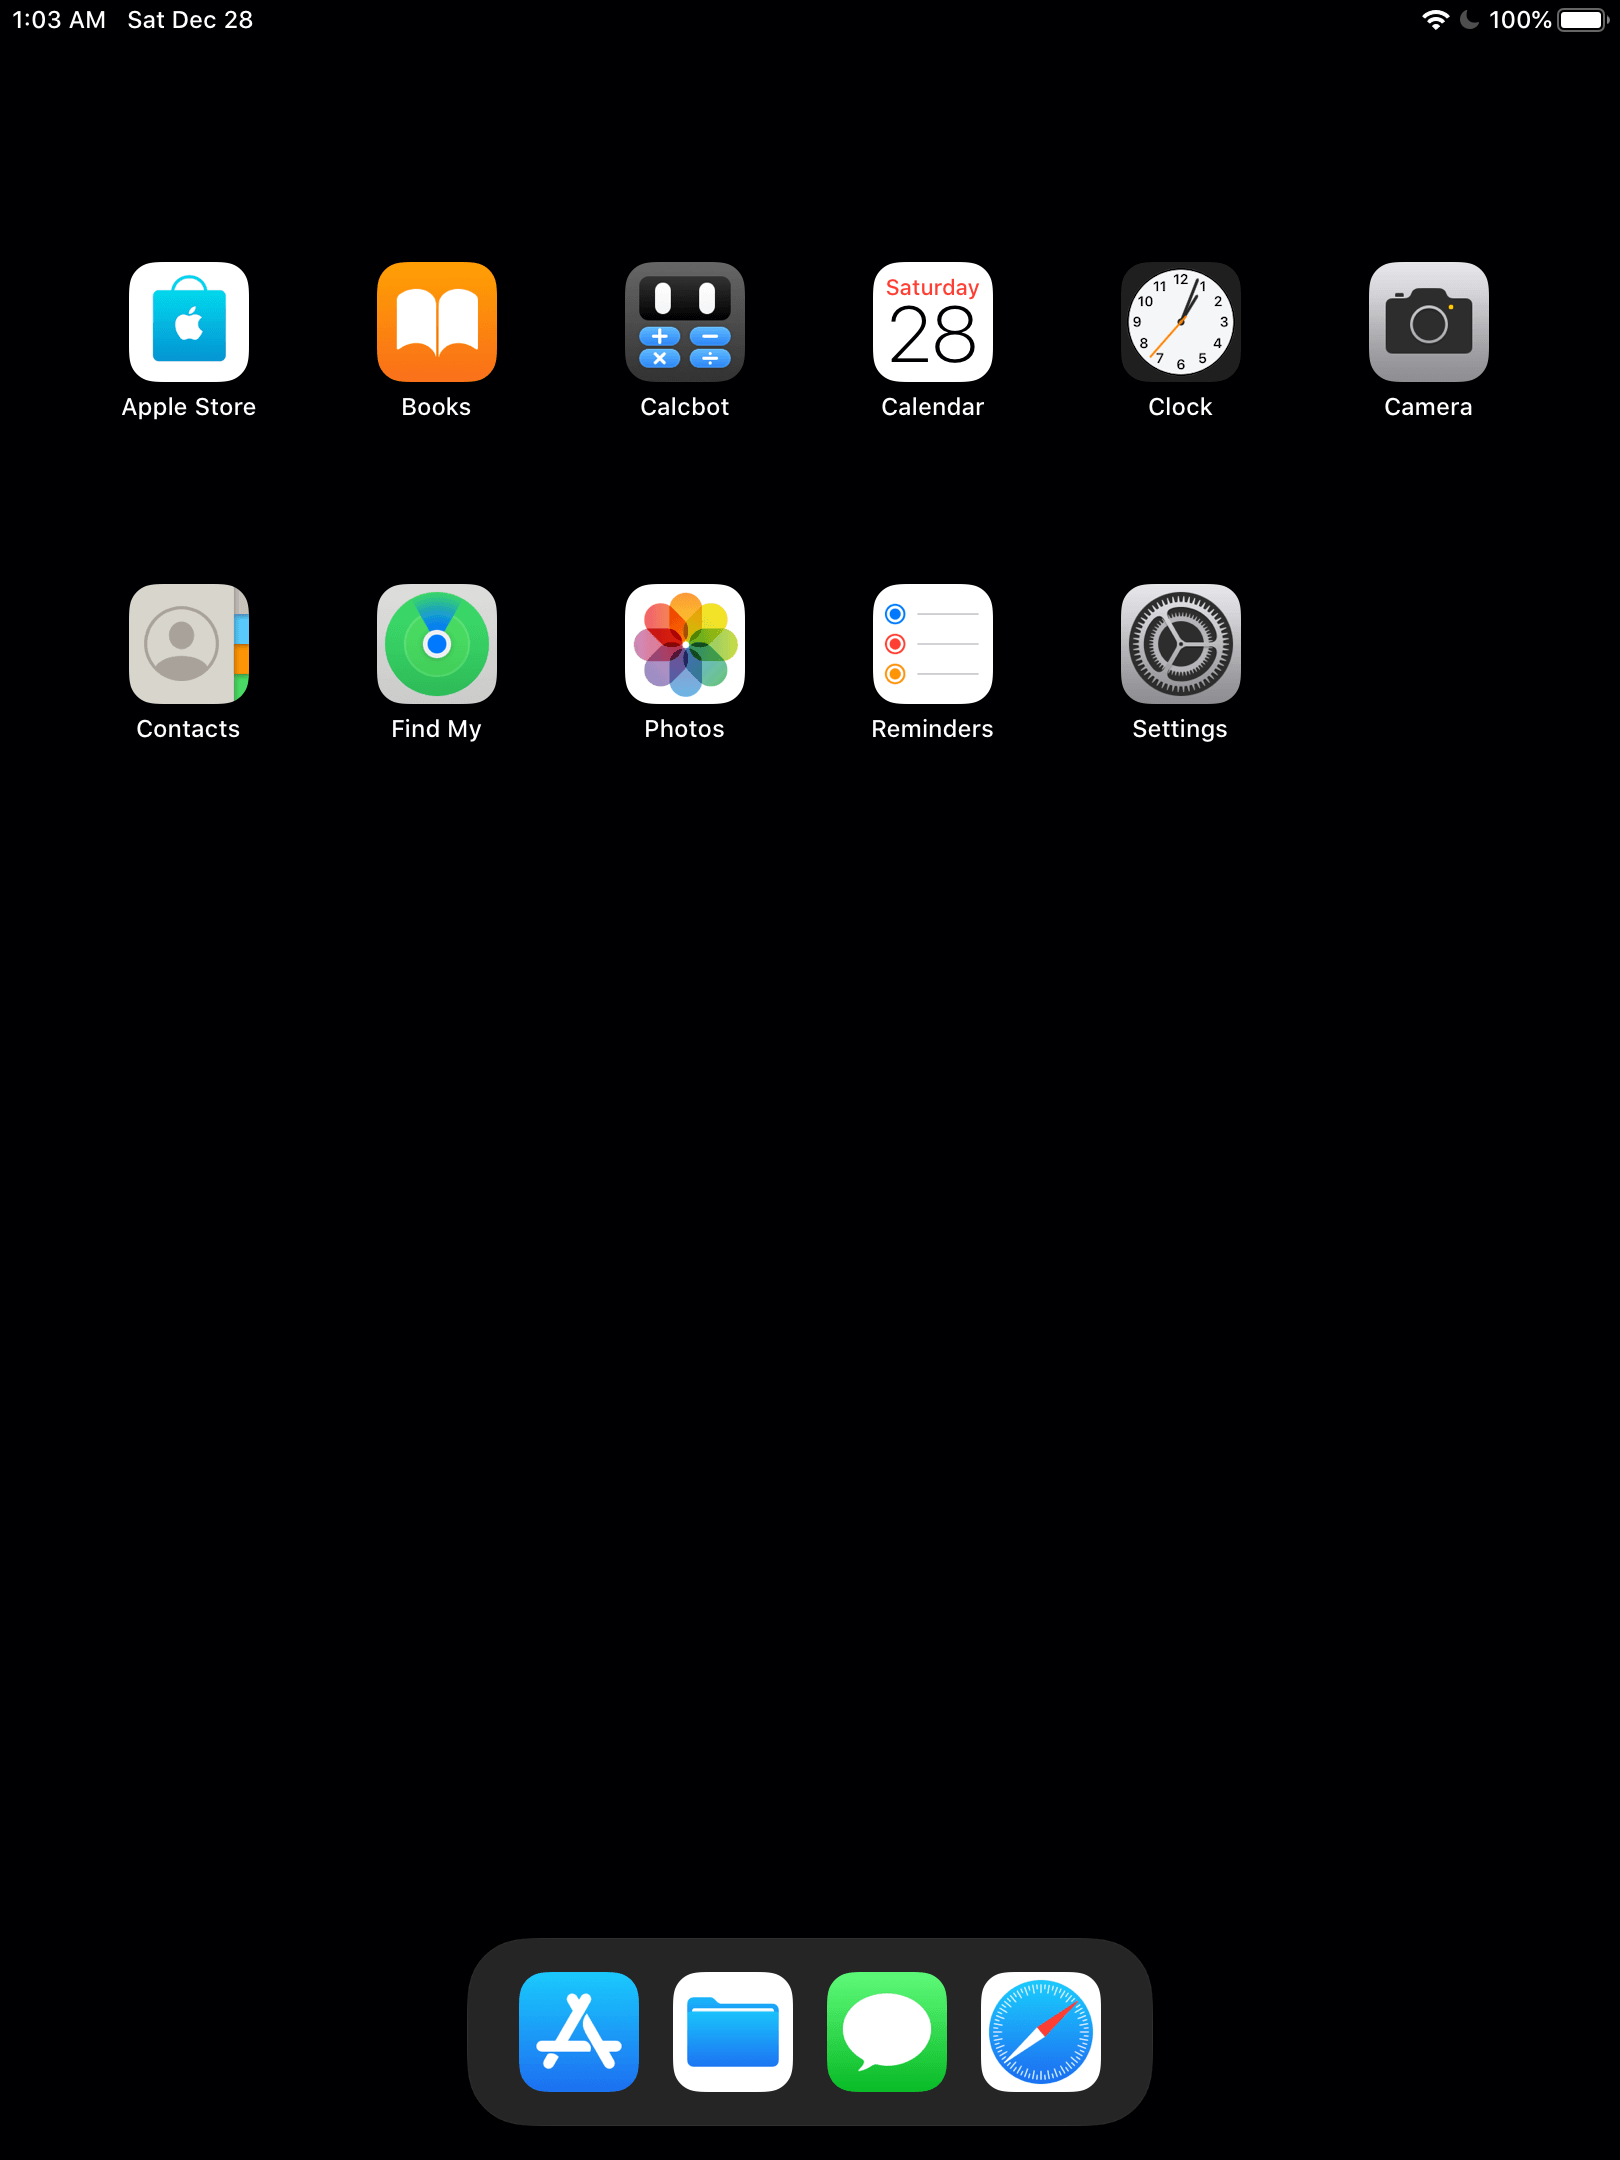 1:03 AM Sat Dec 28 100%
Saturday
28
12
11 1
10 2
9 3
8 4
7 5
6
Apple Store Books Calcbot Calendar Clock Camera
Contacts Find My Photos Reminders Settings